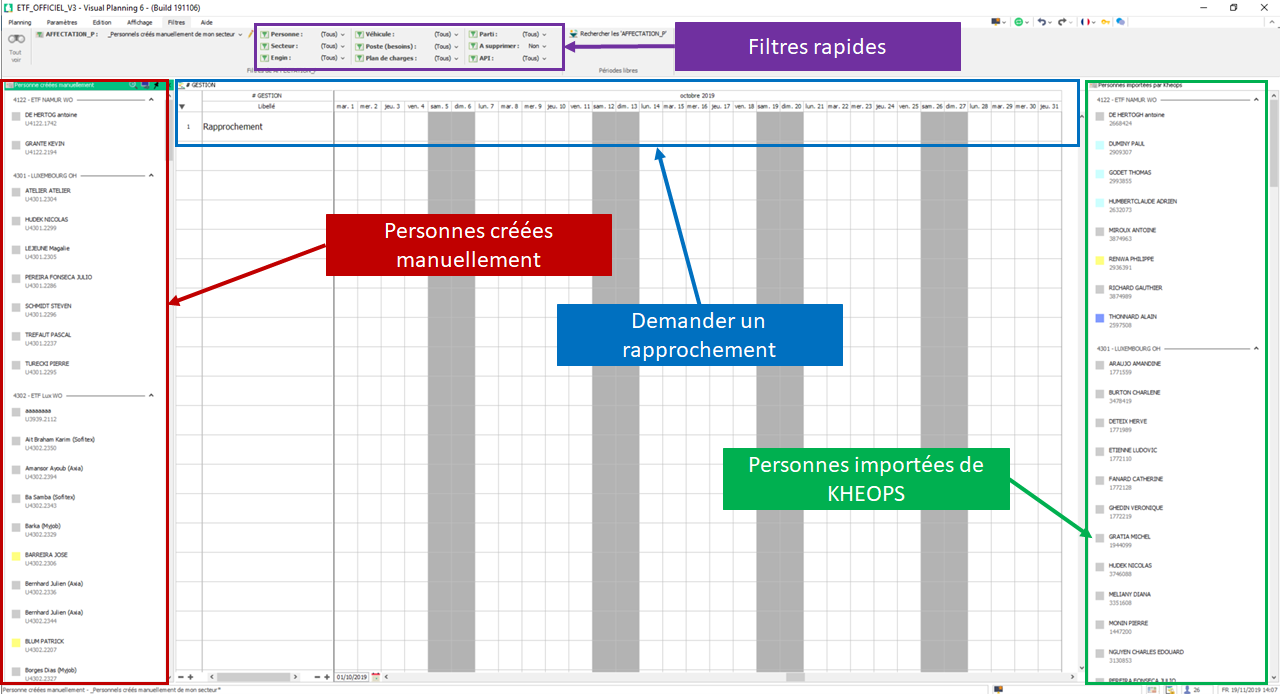 ETF_OFFICIEL_V3 - Visual Planning 6 - (Build 191106)
Planning Paramètres Edition Affichage Filtres Aide
Tout voir
AFFECTATION_P : _Personnels créés manuellement de mon secteur
Personne : (Tous) Véhicule : (Tous) Parti : (Tous)
Secteur : (Tous) Poste (besoins) : (Tous) A supprimer : Non
Engin : (Tous) Plan de charges : (Tous) API : (Tous)
Rechercher les 'AFFECTATION_P'
Filtres de AFFECTATION_P
Périodes libres
Filtres rapides
Personne créées manuellement
4122 - ETF NAMUR WO
DE HERTOG antoine
U4122.1742
GRANTE KEVIN
U4122.2194
4301 - LUXEMBOURG OH
ATELIER ATELIER
U4301.2304
HUDEK NICOLAS
U4301.2299
LEJEUNE Magalie
U4301.2305
PEREIRA FONSECA JULIO
U4301.2286
SCHMIDT STEVEN
U4301.2296
TREFAUT PASCAL
U4301.2237
TURECKI PIERRE
U4301.2295
4302 - ETF Lux WO
aaaaaaaa
U3939.2112
Ait Braham Karim (Sofitex)
U4302.2350
Amansor Ayoub (Axia)
U4302.2394
Ba Samba (Sofitex)
U4302.2343
Barka (Myjob)
U4302.2329
BARREIRA JOSE
U4302.2306
Bernhard Julien (Axia)
U4302.2336
Bernhard Julien (Axia)
U4302.2344
BLUM PATRICK
U4302.2207
Borges Dias (Myjob)
U4302.2327
# GESTION
# GESTION
octobre 2019
Libellé
mar. 1 mer. 2 jeu. 3 ven. 4 sam. 5 dim. 6 lun. 7 mar. 8 mer. 9 jeu. 10 ven. 11 sam. 12 dim. 13 lun. 14 mar. 15 mer. 16 jeu. 17 ven. 18 sam. 19 dim. 20 lun. 21 mar. 22 mer. 23 jeu. 24 ven. 25 sam. 26 dim. 27 lun. 28 mar. 29 mer. 30 jeu. 31
1 Rapprochement
Personnes créées
manuellement
Demander un
rapprochement
Personnes importées de
KHEOPS
Personnes importées par Kheops
4122 - ETF NAMUR WO
DE HERTOGH antoine
2668424
DUMINY PAUL
2909307
GODET THOMAS
2993855
HUMBERTCLAUDE ADRIEN
2632073
MIROUX ANTOINE
3874963
RENWA PHILIPPE
2936391
RICHARD GAUTHIER
3874989
THONNARD ALAIN
2597508
4301 - LUXEMBOURG OH
ARAUJO AMANDINE
1771559
BURTON CHARLENE
3478419
DETEIX HERVE
1771989
ETIENNE LUDOVIC
1772110
FANARD CATHERINE
1772128
GHEDIN VERONIQUE
1772219
GRATIA MICHEL
1944099
HUDEK NICOLAS
3746088
MELIANY DIANA
3351608
MONIN PIERRE
1447200
NGUYEN CHARLES EDOUARD
3130853
PEREIRA FONSECA JULIO
01/10/2019
Personne créées manuellement - _Personnels créés manuellement de mon secteur*
26
FR 19/11/2019 14:07